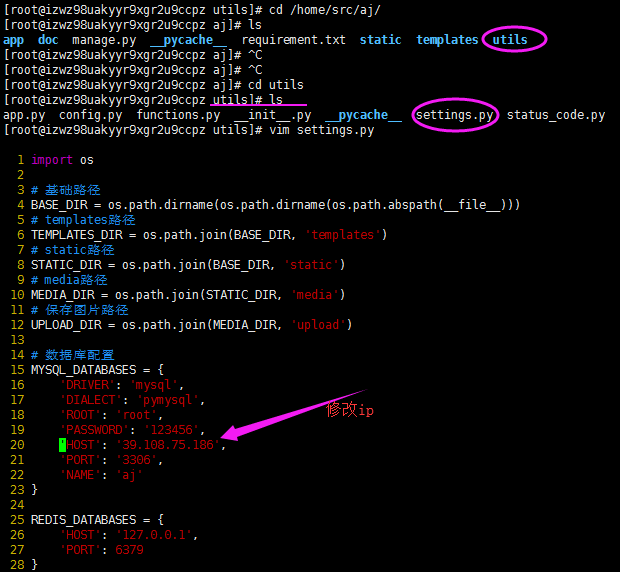 [root@izwz98uakyyr9xgr2u9ccpz utils]# cd /home/src/aj/
[root@izwz98uakyyr9xgr2u9ccpz aj]# ls
app  doc  manage.py  __pycache__  requirement.txt  static  templates  utils
[root@izwz98uakyyr9xgr2u9ccpz aj]# ^C
[root@izwz98uakyyr9xgr2u9ccpz aj]# ^C
[root@izwz98uakyyr9xgr2u9ccpz aj]# cd utils
[root@izwz98uakyyr9xgr2u9ccpz utils]# ls
app.py  config.py  functions.py  __init__.py  __pycache__  settings.py  status_code.py
[root@izwz98uakyyr9xgr2u9ccpz utils]# vim settings.py
1 import os
2
3 # 基础路径
4 BASE_DIR = os.path.dirname(os.path.dirname(os.path.abspath(__file__)))
5 # templates路径
6 TEMPLATES_DIR = os.path.join(BASE_DIR, 'templates')
7 # static路径
8 STATIC_DIR = os.path.join(BASE_DIR, 'static')
9 # media路径
10 MEDIA_DIR = os.path.join(STATIC_DIR, 'media')
11 # 保存图片路径
12 UPLOAD_DIR = os.path.join(MEDIA_DIR, 'upload')
13
14 # 数据库配置
15 MYSQL_DATABASES = {
16     'DRIVER': 'mysql',
17     'DIALECT': 'pymysql',
18     'ROOT': 'root',
修改ip
19     'PASSWORD': '123456',
20     'HOST': '39.108.75.186',
21     'PORT': '3306',
22     'NAME': 'aj'
23 }
24
25 REDIS_DATABASES = {
26     'HOST': '127.0.0.1',
27     'PORT': 6379
28 }